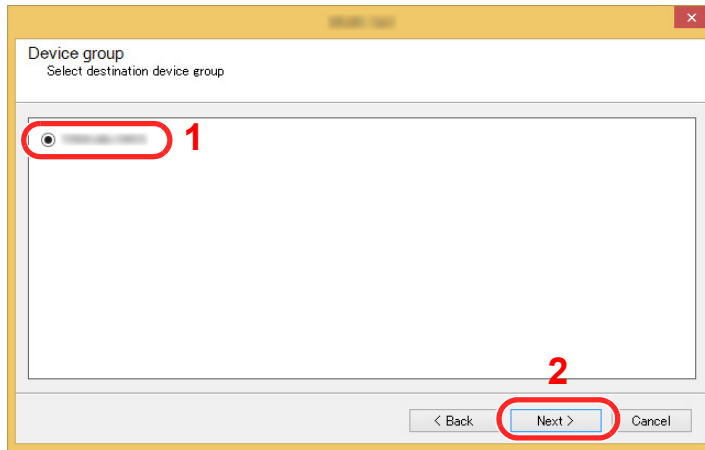 Device group
Select destination device group
1
2
< Back
Next >
Cancel